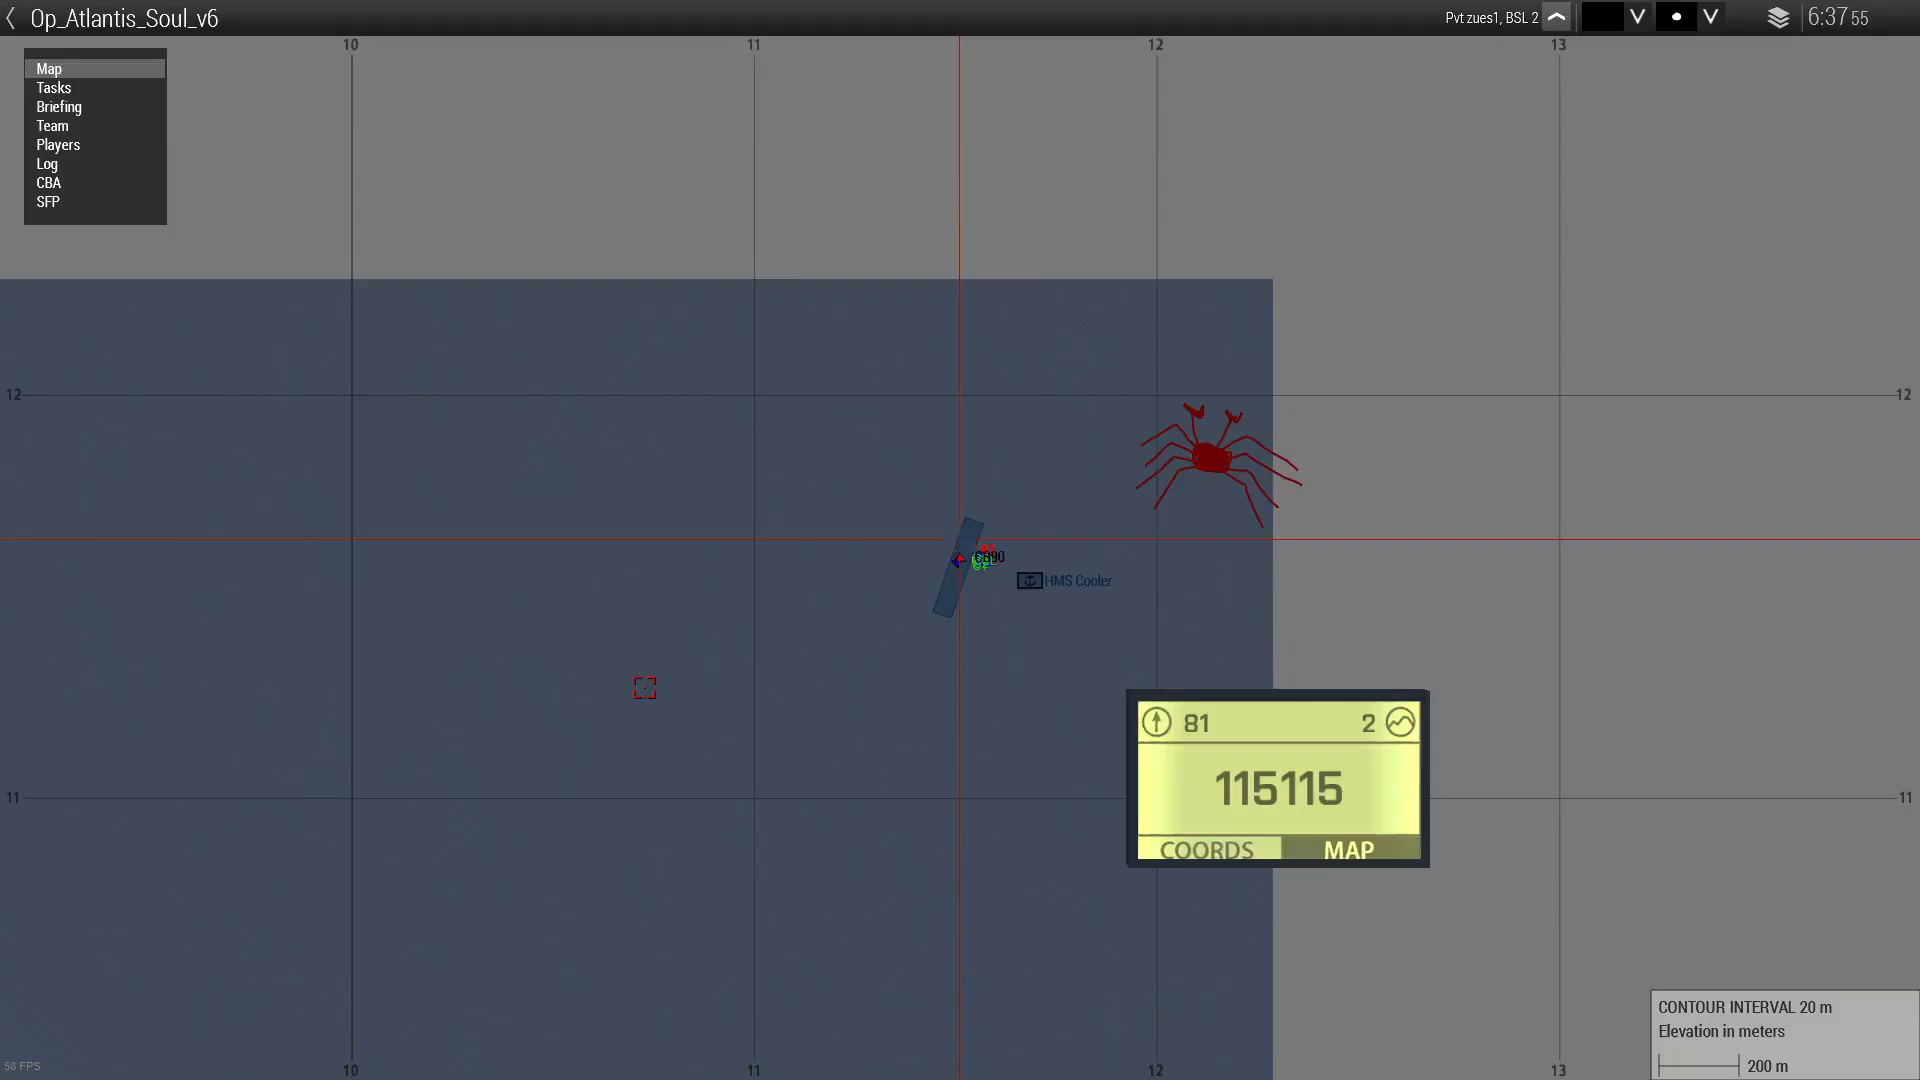 Op_Atlantis_Soul_v6
Pvt zues1, BSL 2
6:37 55
10 11 12 13
Map
Tasks
Briefing
Team
Players
Log
CBA
SFP
12 12
HMS Cooler
81 2
115115
COORDS MAP
11 11
CONTOUR INTERVAL 20 m
Elevation in meters
200 m
58 FPS
10 11 12 13